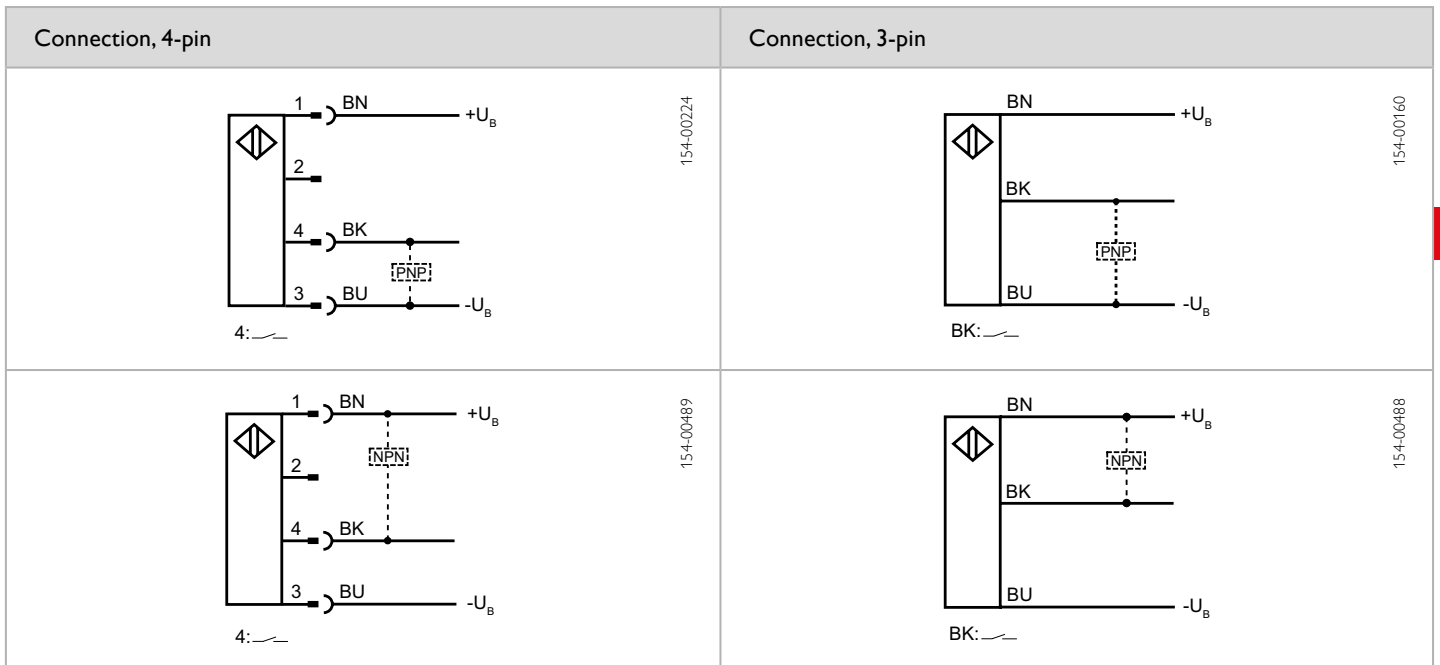 Connection, 4-pin
Connection, 3-pin
1 BN +UB
2
4 BK
PNP
3 BU -UB
4:
154-00224
BN +UB
BK
PNP
BU -UB
BK:
154-00160
1 BN +UB
NPN
2
4 BK
3 BU -UB
4:
154-00489
BN +UB
NPN
BK
BU -UB
BK:
154-00488